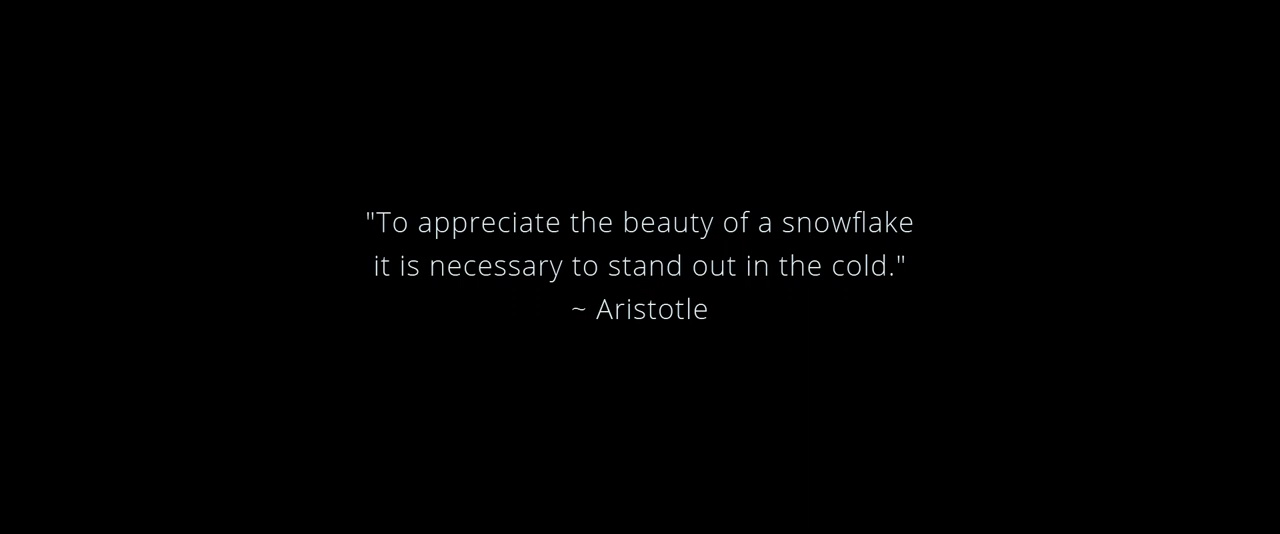 "To appreciate the beauty of a snowflake
it is necessary to stand out in the cold."
~ Aristotle